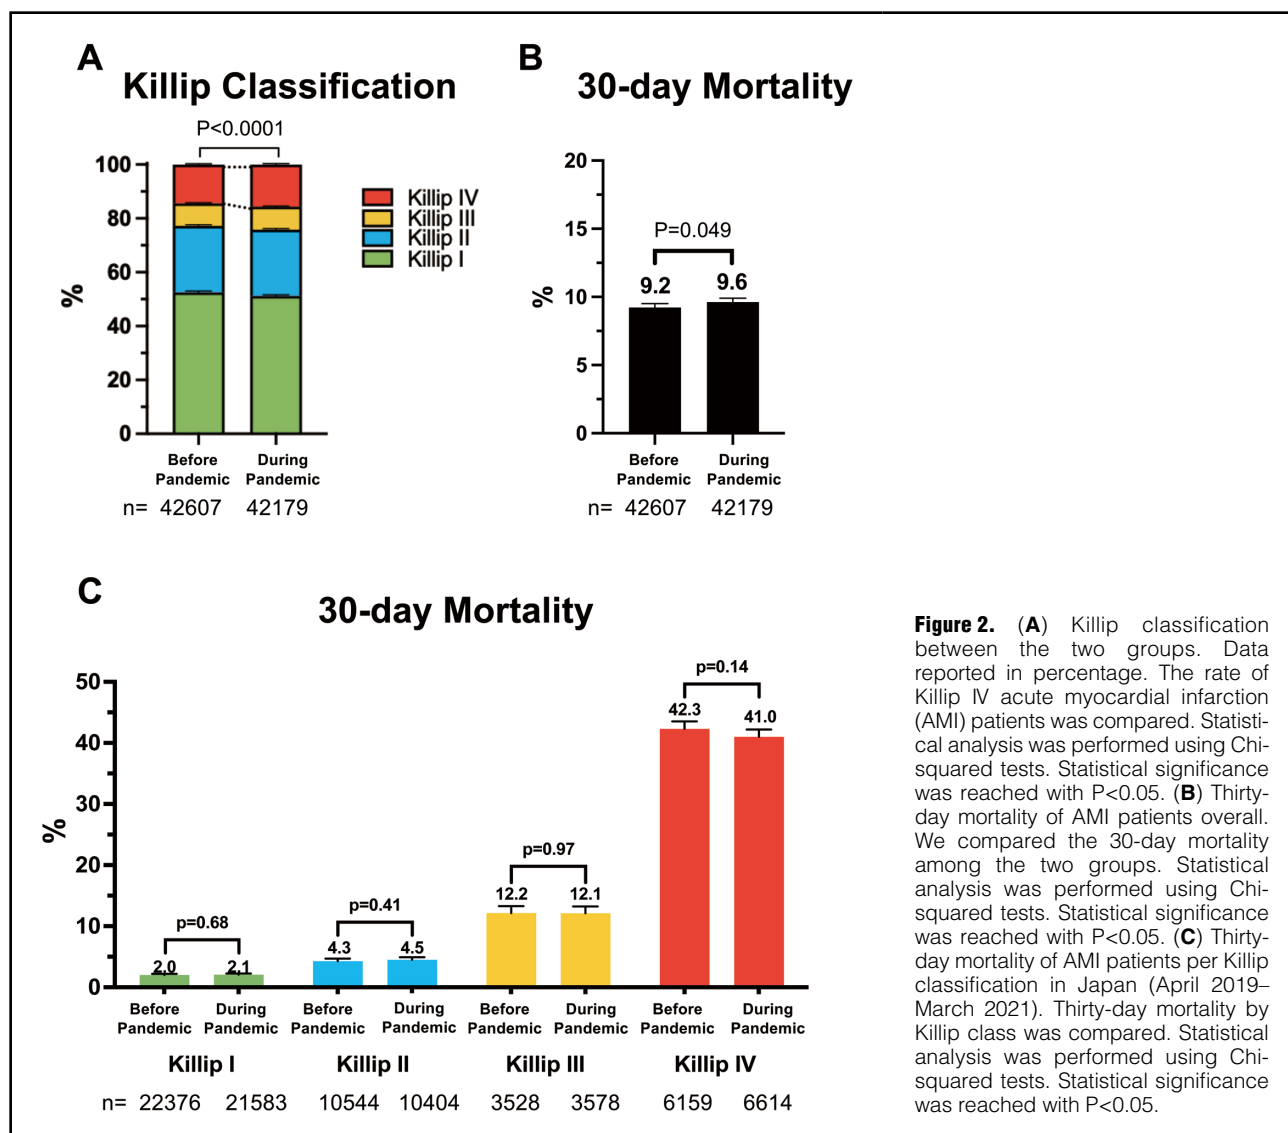 A
Killip Classification
P<0.0001
100
80
60
40
20
0
%
Killip IV
Killip III
Killip II
Killip I
Before Pandemic
During Pandemic
n= 42607 42179
B
30-day Mortality
20
15
10
5
0
%
P=0.049
9.2
9.6
Before Pandemic
During Pandemic
n= 42607 42179
C
30-day Mortality
50
40
30
20
10
0
%
p=0.68
2.0
2.1
p=0.41
4.3
4.5
p=0.97
12.2
12.1
p=0.14
42.3
41.0
Before Pandemic
During Pandemic
Before Pandemic
During Pandemic
Before Pandemic
During Pandemic
Before Pandemic
During Pandemic
Killip I
Killip II
Killip III
Killip IV
n= 22376 21583 10544 10404 3528 3578 6159 6614
Figure 2. (A) Killip classification
between the two groups. Data
reported in percentage. The rate of
Killip IV acute myocardial infarction
(AMI) patients was compared. Statisti-
cal analysis was performed using Chi-
squared tests. Statistical significance
was reached with P<0.05. (B) Thirty-
day mortality of AMI patients overall.
We compared the 30-day mortality
among the two groups. Statistical
analysis was performed using Chi-
squared tests. Statistical significance
was reached with P<0.05. (C) Thirty-
day mortality of AMI patients per Killip
classification in Japan (April 2019–
March 2021). Thirty-day mortality by
Killip class was compared. Statistical
analysis was performed using Chi-
squared tests. Statistical significance
was reached with P<0.05.